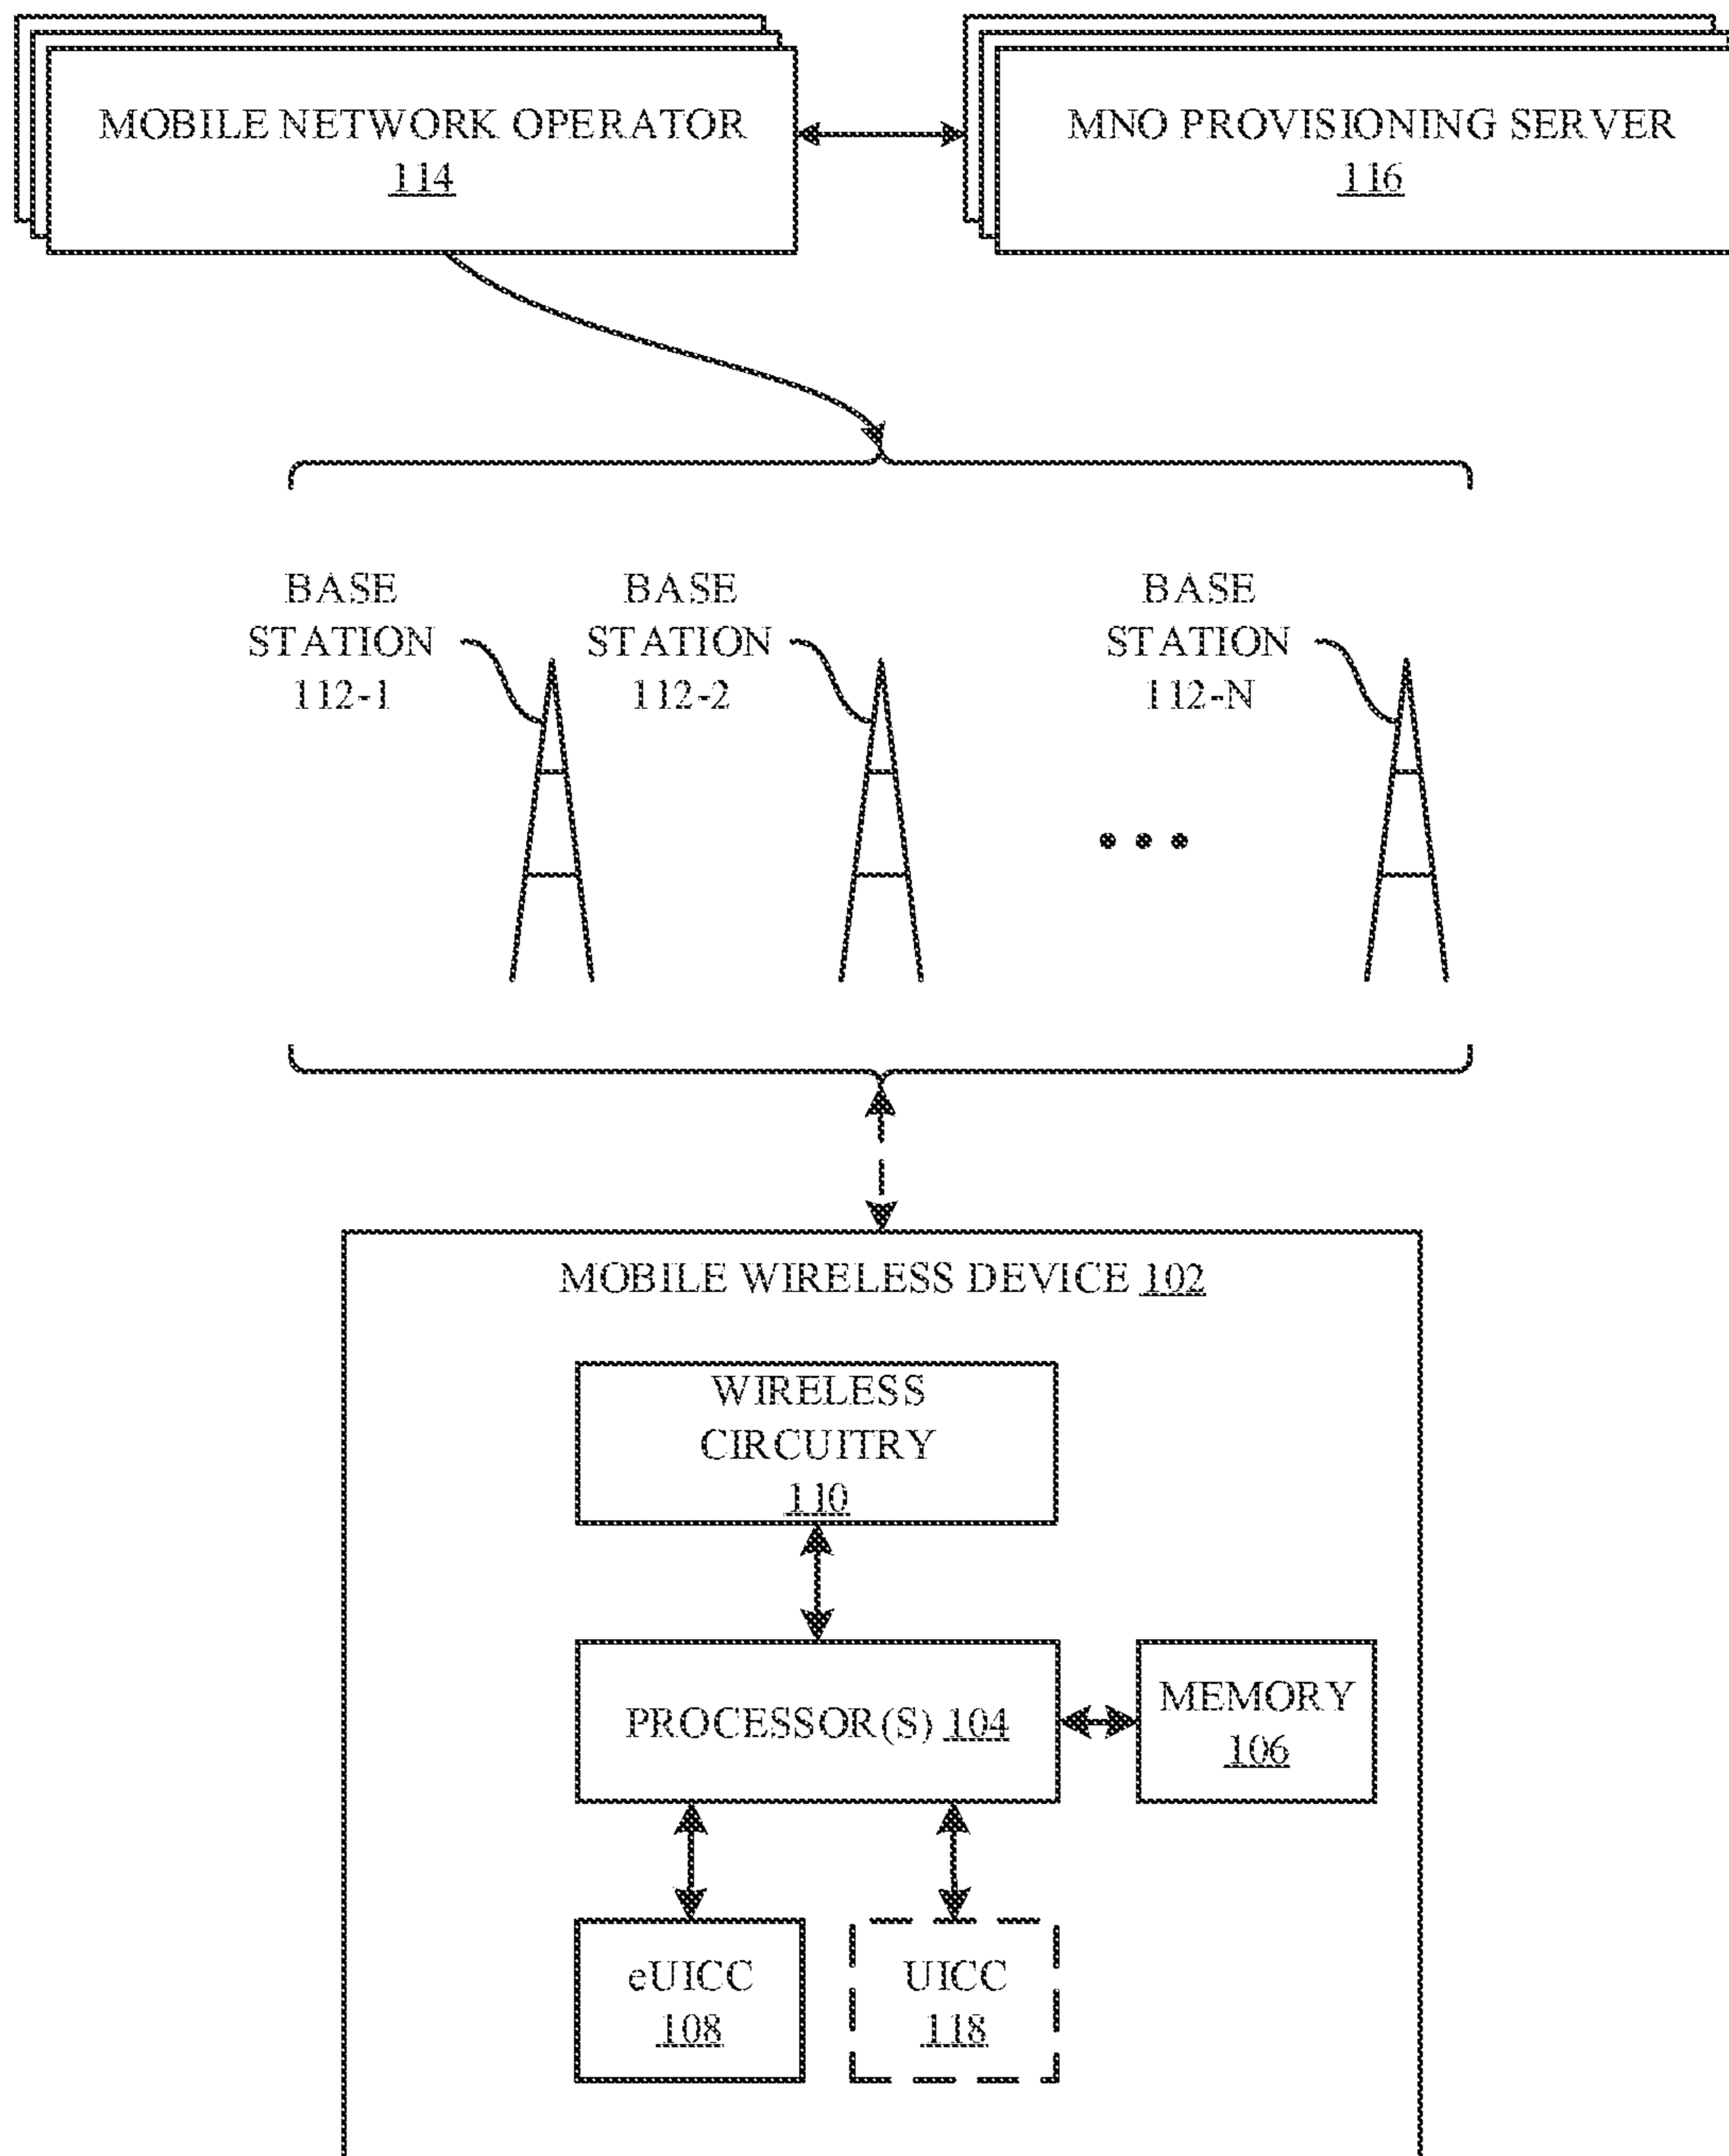 MOBILE NETWORK OPERATOR
114
MNO PROVISIONING SERVER
116
BASE
STATION
112-1
BASE
STATION
112-2
BASE
STATION
112-N
MOBILE WIRELESS DEVICE 102
WIRELESS
CIRCUITRY
110
PROCESSOR(S) 104
MEMORY
106
eUICC
108
UICC
118